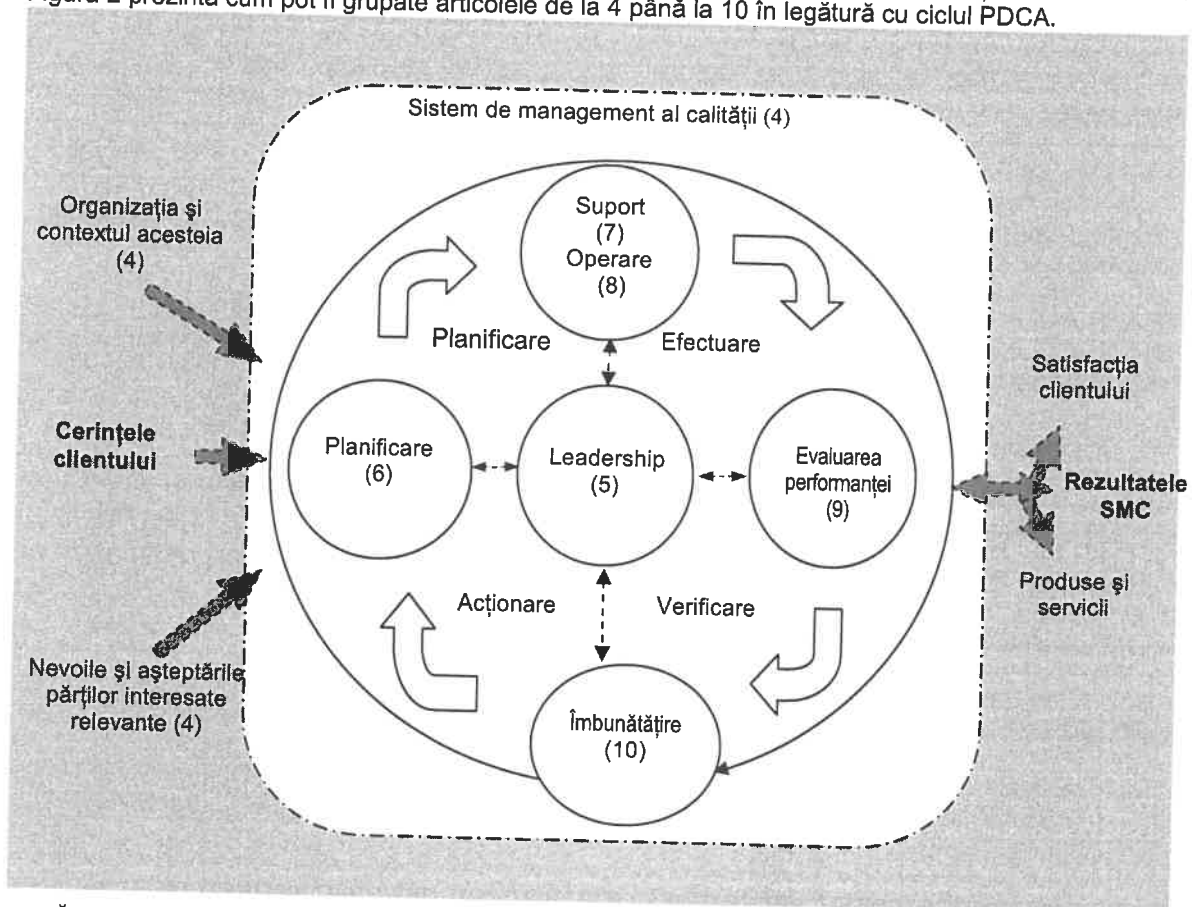 Figura 2 prezintă cum pot fi grupate articolele de la 4 până la 10 în legătură cu ciclul PDCA.
Sistem de management al calității (4)
Organizația și
contextul acesteia
(4)
Suport
(7)
Operare
(8)
Planificare
Efectuare
Satisfacția
clientului
Cerințele
clientului
Planificare
(6)
Leadership
(5)
Evaluarea
performanței
(9)
Rezultatele
SMC
Acționare
Verificare
Produse și
servicii
Nevoile și așteptările
părților interesate
relevante (4)
Îmbunătățire
(10)